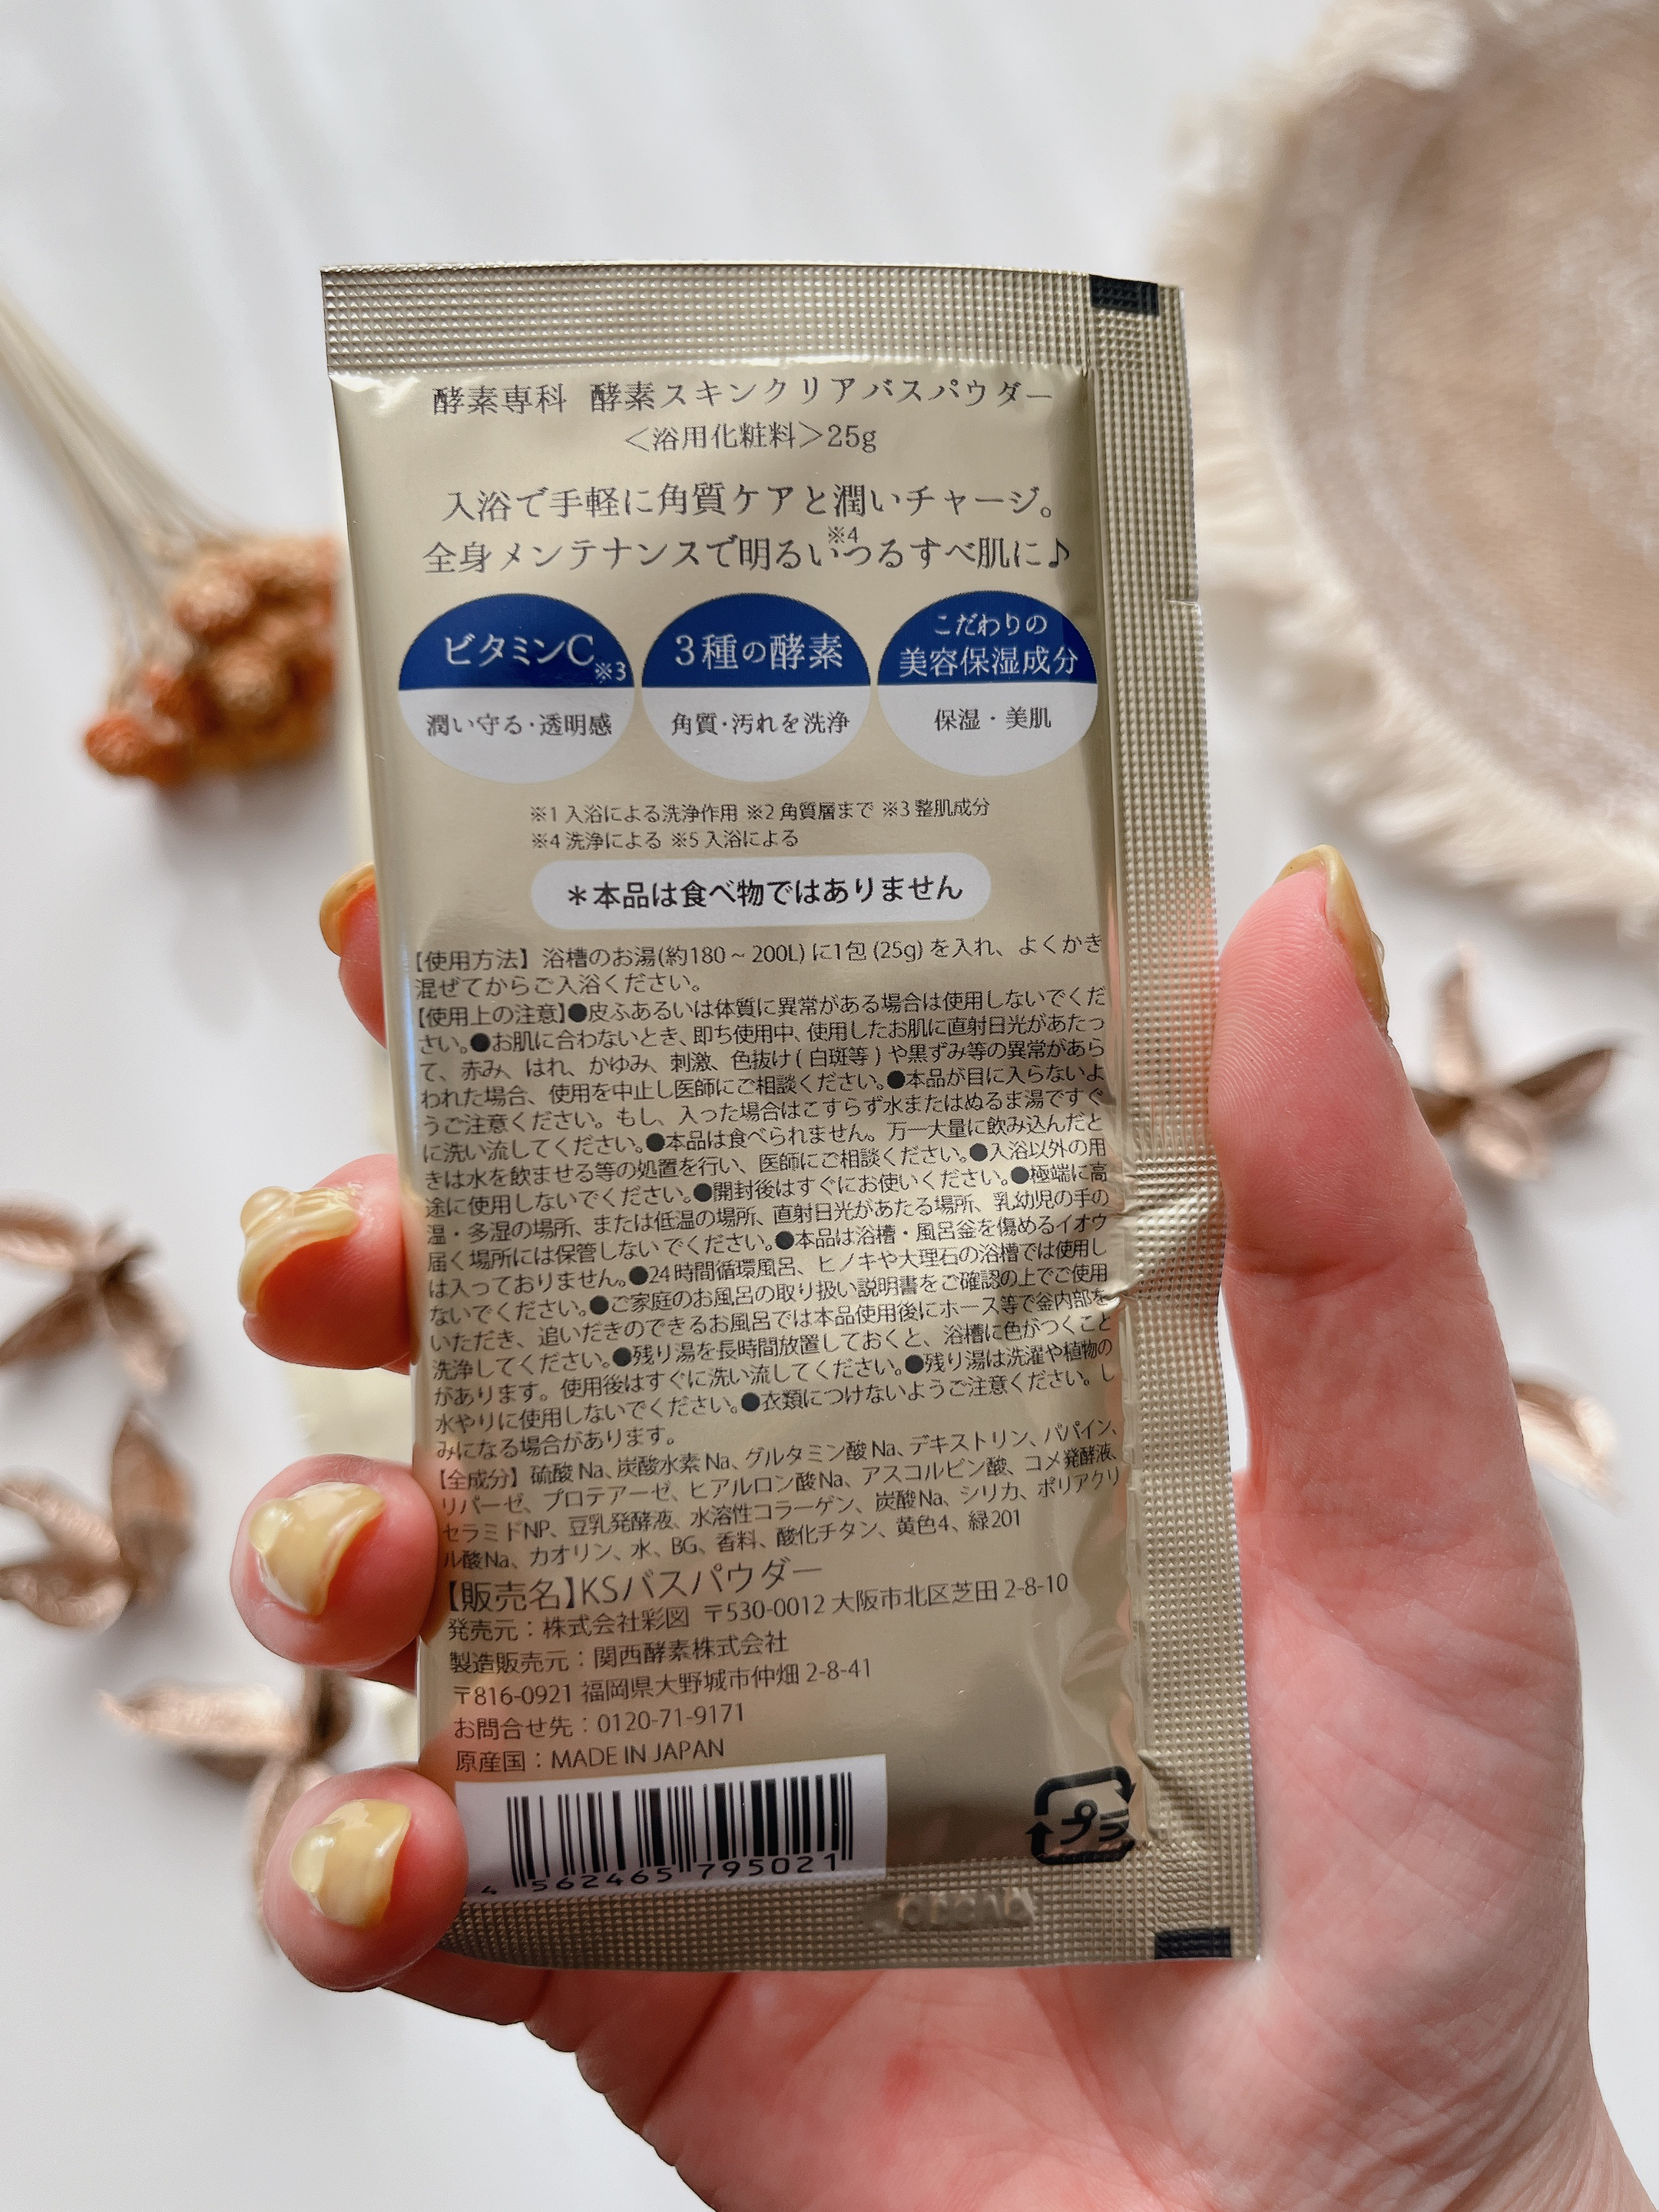 酵素専科 酵素スキンクリアバスパウダー
＜浴用化粧料＞25g
入浴で手軽に角質ケアと潤いチャージ。
全身メンテナンスで明るい※4つるすべ肌に♪
ビタミンC※3
潤い守る・透明感
3種の酵素
角質・汚れを洗浄
こだわりの
美容保湿成分
保湿・美肌
※1 入浴による洗浄作用 ※2 角質層まで ※3 整肌成分
※4 洗浄による ※5 入浴による
＊本品は食べ物ではありません
【使用方法】浴槽のお湯(約180～200L) に1包 (25g) を入れ、よくかき
混ぜてからご入浴ください。
【使用上の注意】●皮ふあるいは体質に異常がある場合は使用しないでくだ
さい。●お肌に合わないとき、即ち使用中、使用したお肌に直射日光があたっ
て、赤み、はれ、かゆみ、刺激、色抜け ( 白斑等 ) や黒ずみ等の異常があら
われた場合、使用を中止し医師にご相談ください。●本品が目に入らないよ
うご注意ください。もし、入った場合はこすらず水またはぬるま湯ですぐ
に洗い流してください。●本品は食べられません。万一大量に飲み込んだと
きは水を飲ませる等の処置を行い、医師にご相談ください。●入浴以外の用
途に使用しないでください。●開封後はすぐにお使いください。●極端に高
温・多湿の場所、または低温の場所、直射日光があたる場所、乳幼児の手の
届く場所には保管しないでください。●本品は浴槽・風呂釜を傷めるイオウ
は入っておりません。●24時間循環風呂、ヒノキや大理石の浴槽では使用し
ないでください。●ご家庭のお風呂の取り扱い説明書をご確認の上でご使用
いただき、追いだきのできるお風呂では本品使用後にホース等で釜内部を
洗浄してください。●残り湯を長時間放置しておくと、浴槽に色がつくこと
があります。使用後はすぐに洗い流してください。●残り湯は洗濯や植物の
水やりに使用しないでください。●衣類につけないようご注意ください。し
みになる場合があります。
【全成分】硫酸Na、炭酸水素Na、グルタミン酸Na、デキストリン、パパイン、
リパーゼ、プロテアーゼ、ヒアルロン酸Na、アスコルビン酸、コメ発酵液、
セラミドNP、豆乳発酵液、水溶性コラーゲン、炭酸Na、シリカ、ポリアクリ
ル酸Na、カオリン、水、BG、香料、酸化チタン、黄色4、緑201
【販売名】KSバスパウダー
発売元：株式会社彩図 〒530-0012 大阪市北区芝田 2-8-10
製造販売元：関西酵素株式会社
〒816-0921 福岡県大野城市仲畑 2-8-41
お問合せ先：0120-71-9171
原産国：MADE IN JAPAN
4 562465 795021
プラ